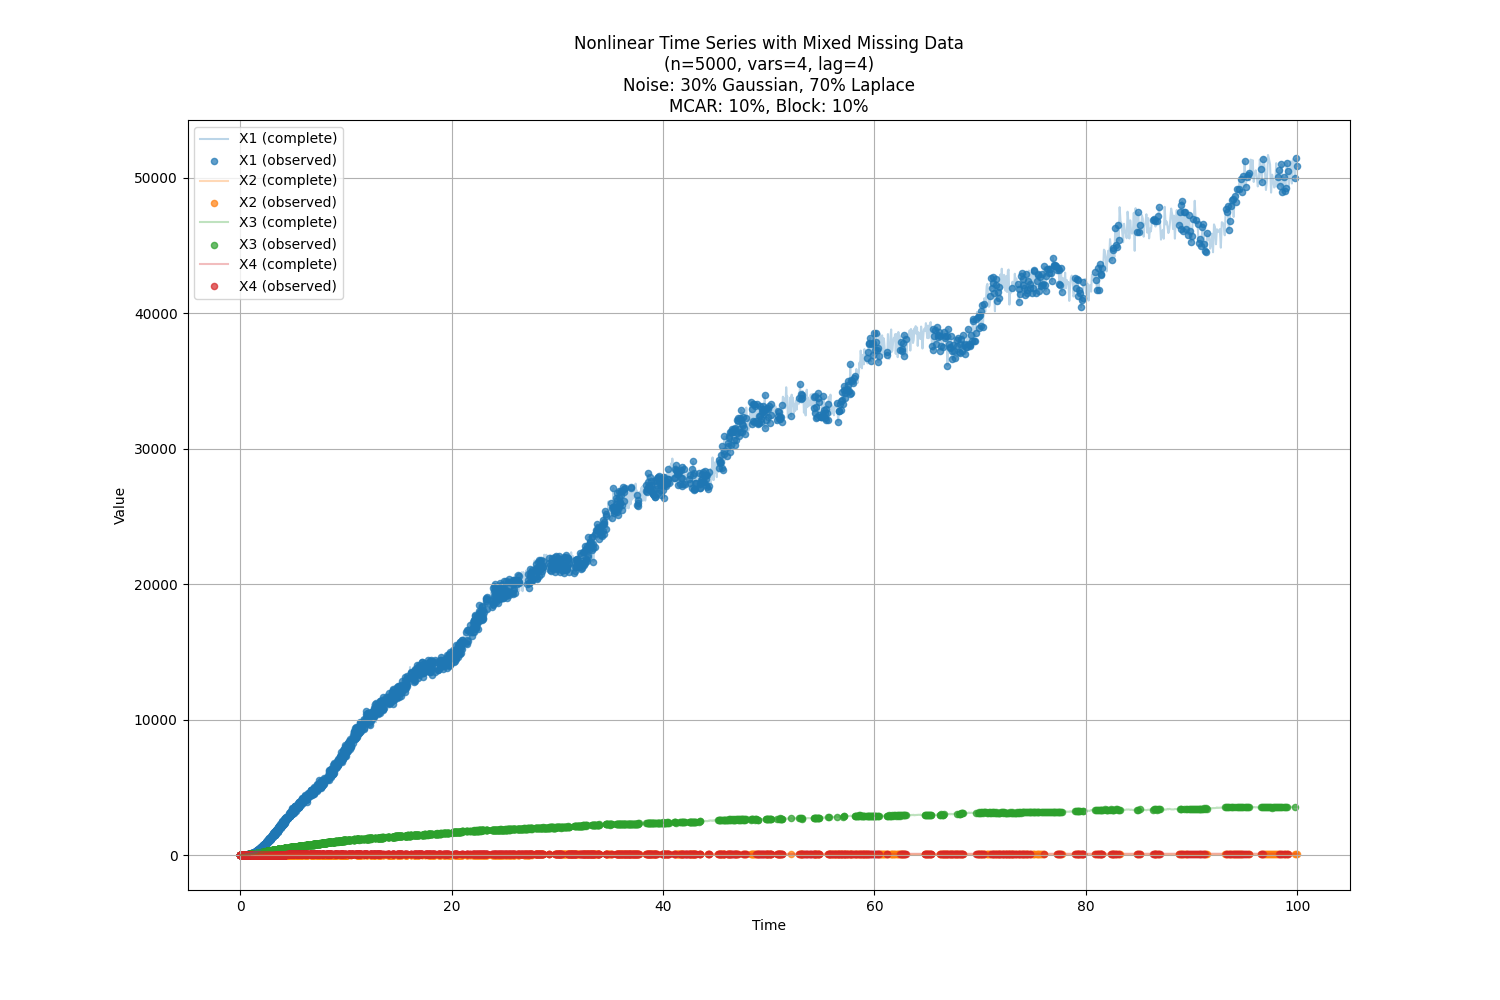 Nonlinear Time Series with Mixed Missing Data
(n=5000, vars=4, lag=4)
Noise: 30% Gaussian, 70% Laplace
MCAR: 10%, Block: 10%
X1 (complete)
X1 (observed)
X2 (complete)
X2 (observed)
X3 (complete)
X3 (observed)
X4 (complete)
X4 (observed)
50000
40000
30000
20000
10000
0
Value
0 20 40 60 80 100
Time